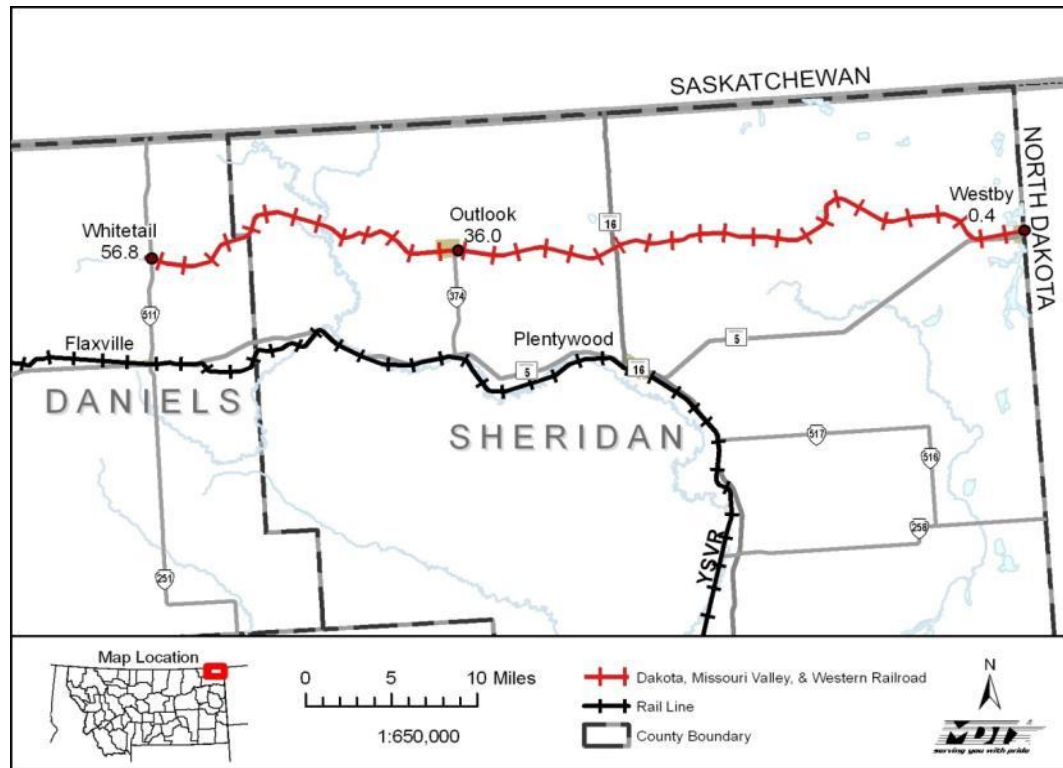 SASKATCHEWAN
NORTH DAKOTA
Westby
0.4
16
Outlook
36.0
Whitetail
56.8
374
511
Flaxville
Plentywood
5
5
16
DANIELS
SHERIDAN
517
516
258
YSVR
251
Map Location
0 5 10 Miles
1:650,000
Dakota, Missouri Valley, & Western Railroad
Rail Line
County Boundary
N
MDT
serving you with pride